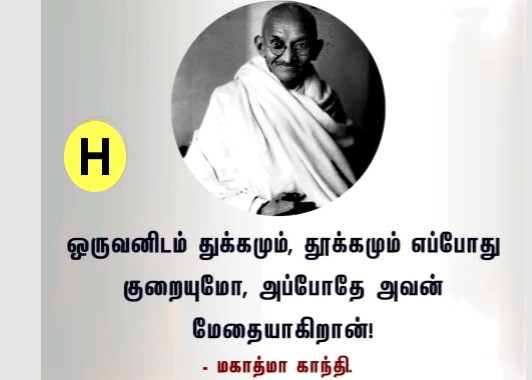 H
ஒருவனிடம் துக்கமும், தூக்கமும் எப்போது
குறையுமோ, அப்போதே அவன்
மேதையாகிறான்!
- மகாத்மா காந்தி.